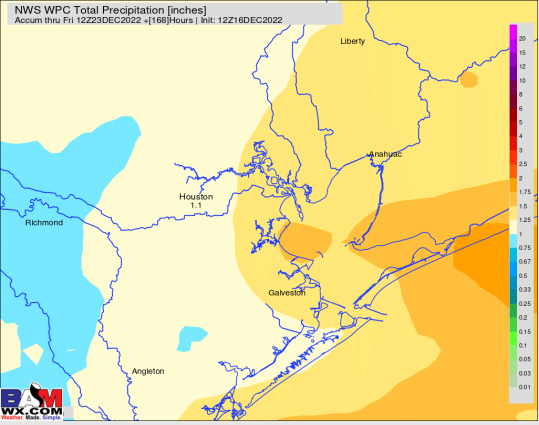 NWS WPC Total Precipitation [inches]
Accum thru Fri 12Z23DEC2022 +[168]Hours | Init: 12Z16DEC2022
Liberty
Anahuac
Houston
1.1
Richmond
Galveston
Angleton
20
15
12
10
8
6
5
4
3
2.5
2
1.75
1.5
1.25
1
0.75
0.67
0.5
0.33
0.25
0.2
0.15
0.1
0.05
0.03
0.01
BAM
WX.COM
Weather. Made. Simple.